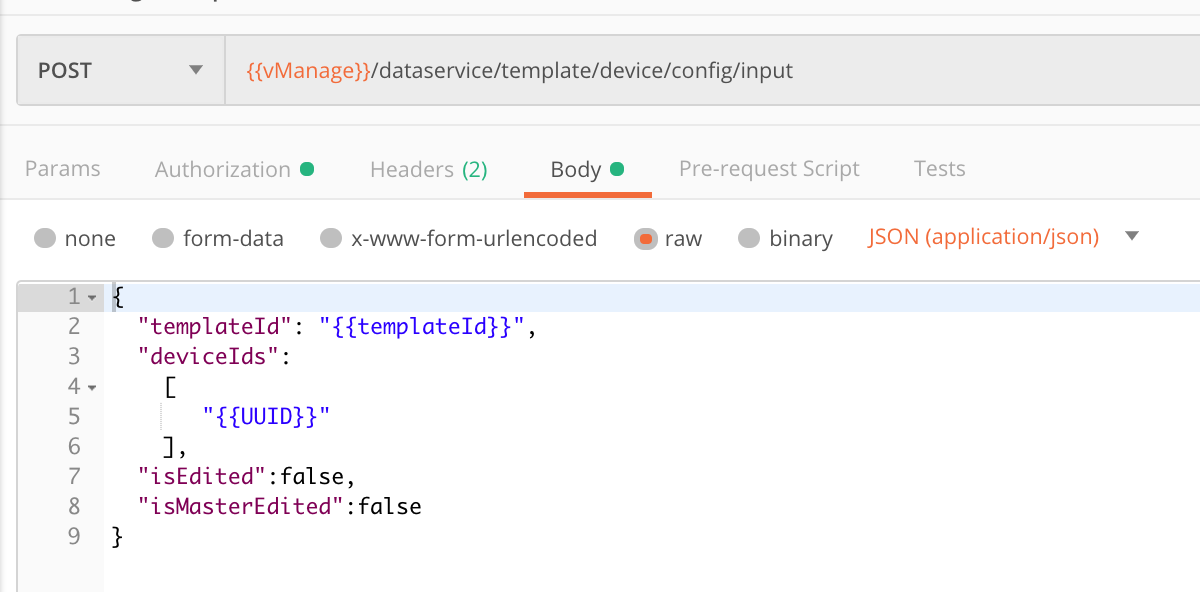 POST {{vManage}}/dataservice/template/device/config/input
Params Authorization Headers (2) Body Pre-request Script Tests
none form-data x-www-form-urlencoded raw binary JSON (application/json)
1 {
2 "templateId": "{{templateId}}",
3 "deviceIds":
4 [
5 "{{UUID}}"
6 ],
7 "isEdited":false,
8 "isMasterEdited":false
9 }